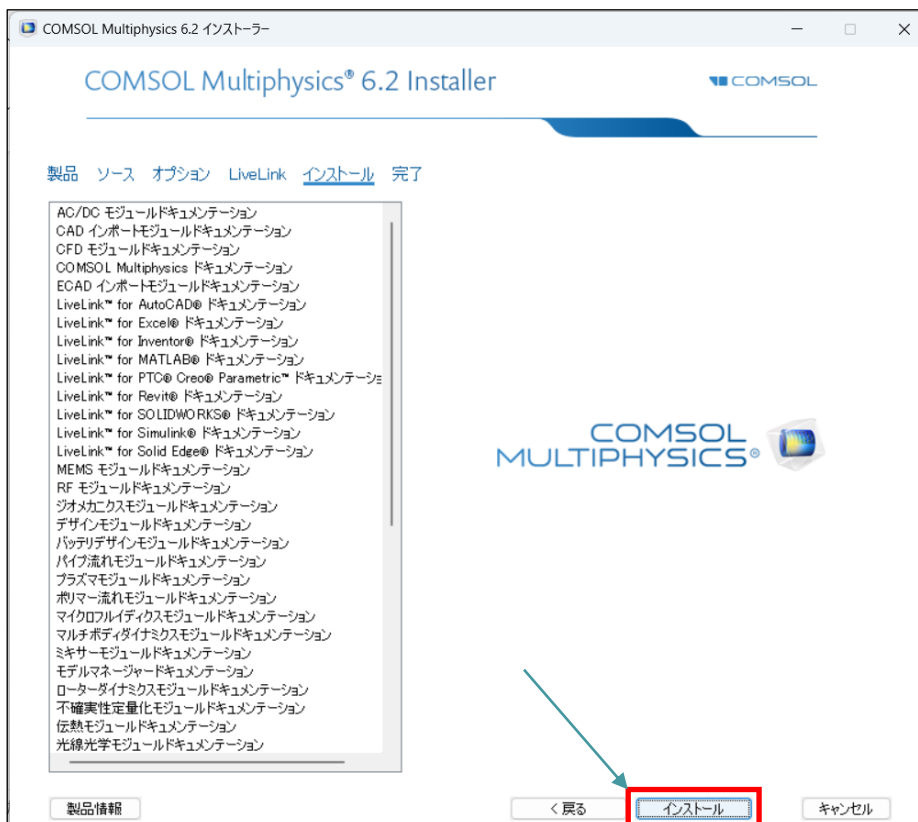 COMSOL Multiphysics 6.2 インストーラー
COMSOL Multiphysics® 6.2 Installer
COMSOL
製品 ソース オプション LiveLink インストール 完了
AC/DC モジュールドキュメンテーション
CAD インポートモジュールドキュメンテーション
CFD モジュールドキュメンテーション
COMSOL Multiphysics ドキュメンテーション
ECAD インポートモジュールドキュメンテーション
LiveLink™ for AutoCAD® ドキュメンテーション
LiveLink™ for Excel® ドキュメンテーション
LiveLink™ for Inventor® ドキュメンテーション
LiveLink™ for MATLAB® ドキュメンテーション
LiveLink™ for PTC® Creo® Parametric™ ドキュメンテーショ
LiveLink™ for Revit® ドキュメンテーション
LiveLink™ for SOLIDWORKS® ドキュメンテーション
LiveLink™ for Simulink® ドキュメンテーション
LiveLink™ for Solid Edge® ドキュメンテーション
MEMS モジュールドキュメンテーション
RF モジュールドキュメンテーション
ジオメカニクスモジュールドキュメンテーション
デザインモジュールドキュメンテーション
バッテリデザインモジュールドキュメンテーション
パイプ流れモジュールドキュメンテーション
プラズマモジュールドキュメンテーション
ポリマー流れモジュールドキュメンテーション
マイクロフルイディクスモジュールドキュメンテーション
マルチボディダイナミクスモジュールドキュメンテーション
ミキサーモジュールドキュメンテーション
モデルマネージャードキュメンテーション
ローターダイナミクスモジュールドキュメンテーション
不確実性定量化モジュールドキュメンテーション
伝熱モジュールドキュメンテーション
光線光学モジュールドキュメンテーション
COMSOL
MULTIPHYSICS®
製品情報
< 戻る
インストール
キャンセル